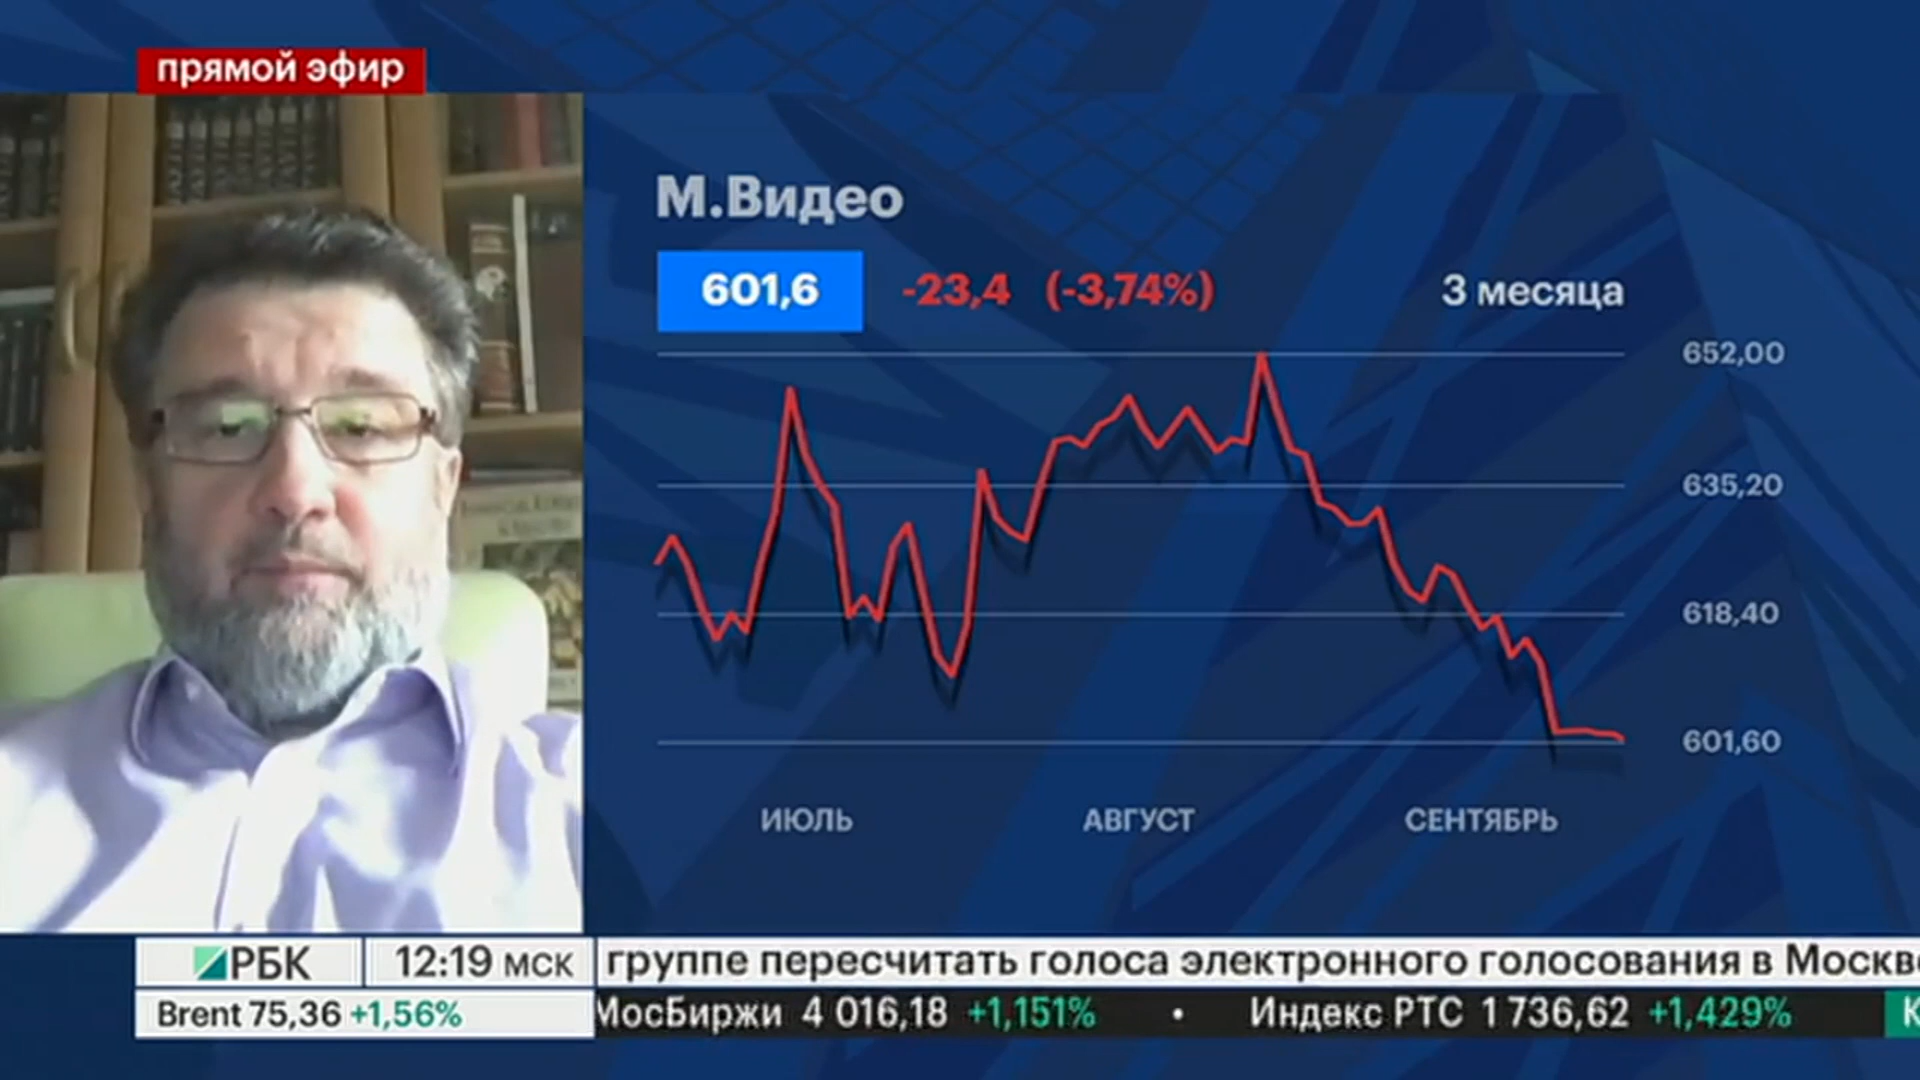 прямой эфир
М.Видео
601,6 -23,4 (-3,74%) 3 месяца
652,00
635,20
618,40
601,60
ИЮЛЬ АВГУСТ СЕНТЯБРЬ
РБК 12:19 МСК группе пересчитать голоса электронного голосования в Москве
Brent 75,36 +1,56% МосБиржи 4 016,18 +1,151% • Индекс РТС 1 736,62 +1,429%